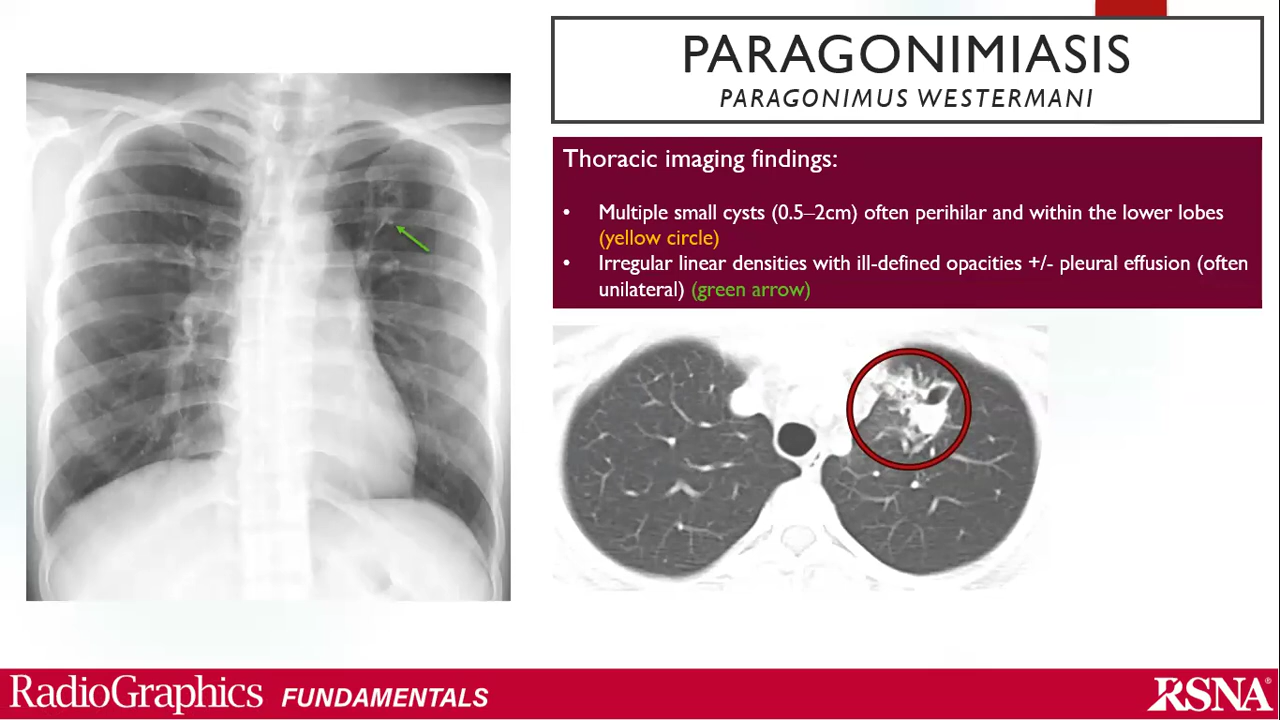 PARAGONIMIASIS
PARAGONIMUS WESTERMANI
Thoracic imaging findings:
• Multiple small cysts (0.5–2cm) often perihilar and within the lower lobes
(yellow circle)
• Irregular linear densities with ill-defined opacities +/- pleural effusion (often
unilateral) (green arrow)
RadioGraphics FUNDAMENTALS
RSNA®